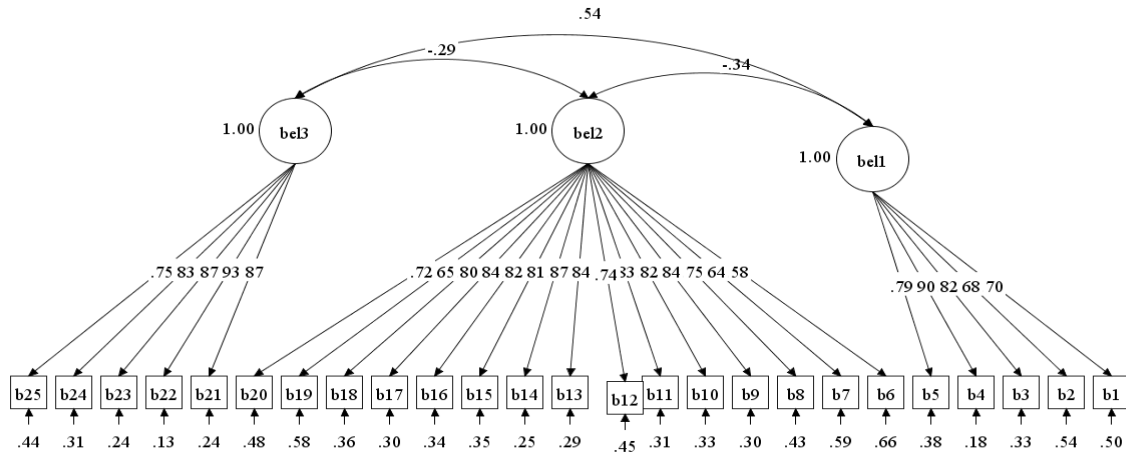 .54
-.29
-.34
1.00 bel3 1.00 bel2 1.00 bel1
.75 83 87 93 87 .72 65 80 84 82 81 87 84 .74 33 82 84 75 64 58 .79 90 82 68 70
b25 b24 b23 b22 b21 b20 b19 b18 b17 b16 b15 b14 b13 b12 b11 b10 b9 b8 b7 b6 b5 b4 b3 b2 b1
.44 .31 .24 .13 .24 .48 .58 .36 .30 .34 .35 .25 .29 .45 .31 .33 .30 .43 .59 .66 .38 .18 .33 .54 .50